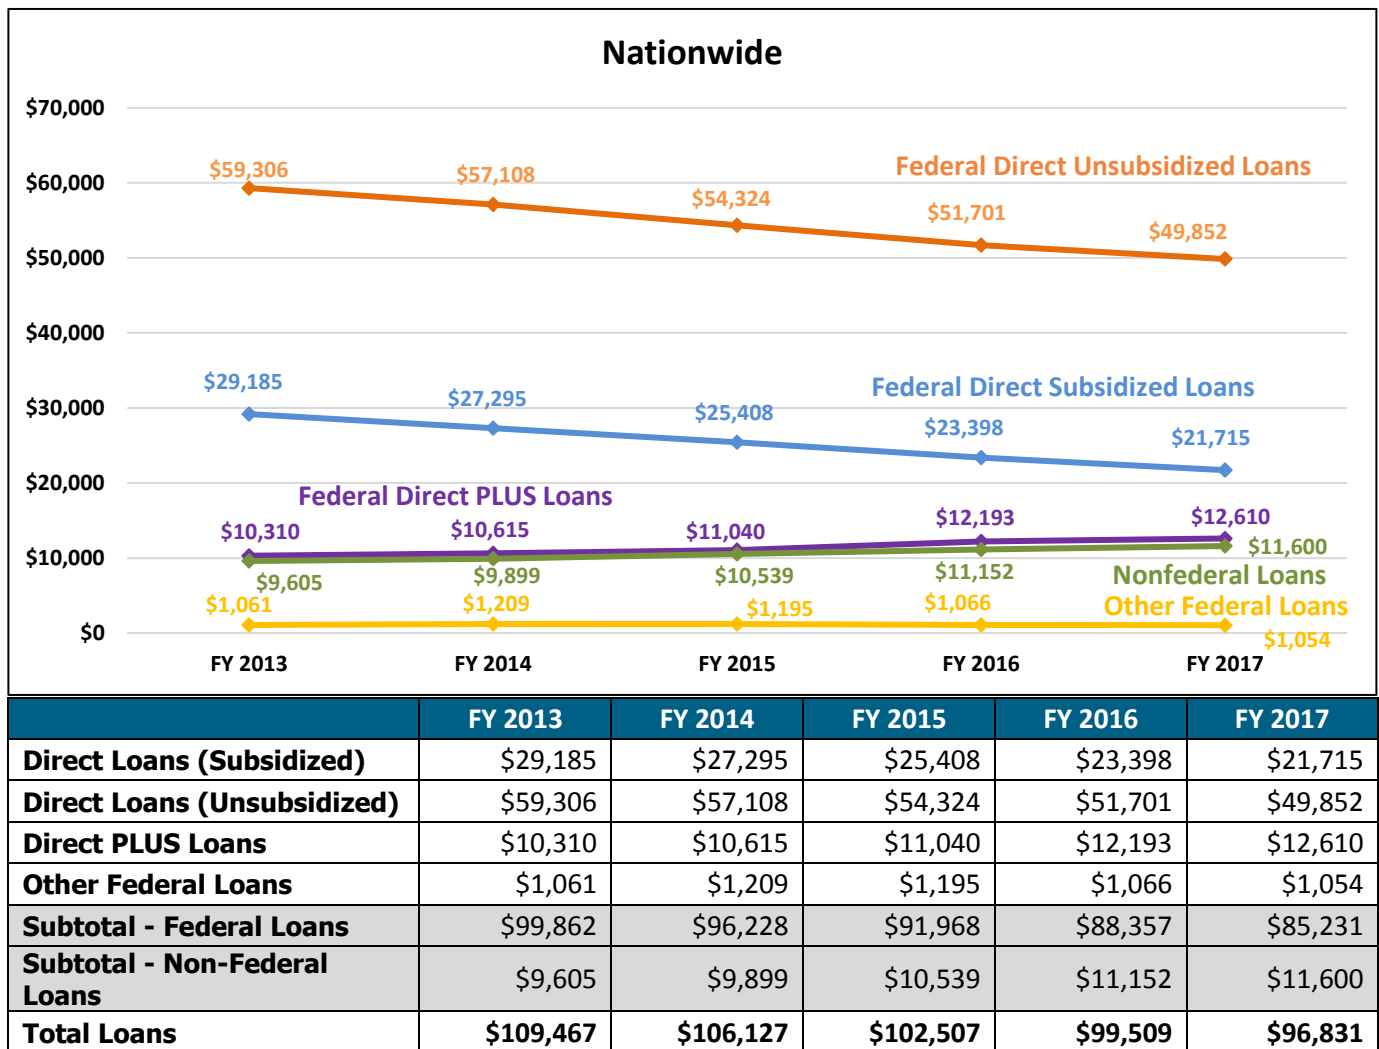 Nationwide
$70,000
$60,000
$50,000
$40,000
$30,000
$20,000
$10,000
$0
Federal Direct Unsubsidized Loans
$59,306
$57,108
$54,324
$51,701
$49,852
Federal Direct Subsidized Loans
$29,185
$27,295
$25,408
$23,398
$21,715
Federal Direct PLUS Loans
$10,310
$10,615
$11,040
$12,193
$12,610
$9,605
$9,899
$10,539
$11,152
$11,600
Nonfederal Loans
Other Federal Loans
$1,061
$1,209
$1,195
$1,066
$1,054
FY 2013 FY 2014 FY 2015 FY 2016 FY 2017
FY 2013 FY 2014 FY 2015 FY 2016 FY 2017
Direct Loans (Subsidized) $29,185 $27,295 $25,408 $23,398 $21,715
Direct Loans (Unsubsidized) $59,306 $57,108 $54,324 $51,701 $49,852
Direct PLUS Loans $10,310 $10,615 $11,040 $12,193 $12,610
Other Federal Loans $1,061 $1,209 $1,195 $1,066 $1,054
Subtotal - Federal Loans $99,862 $96,228 $91,968 $88,357 $85,231
Subtotal - Non-Federal
Loans $9,605 $9,899 $10,539 $11,152 $11,600
Total Loans $109,467 $106,127 $102,507 $99,509 $96,831